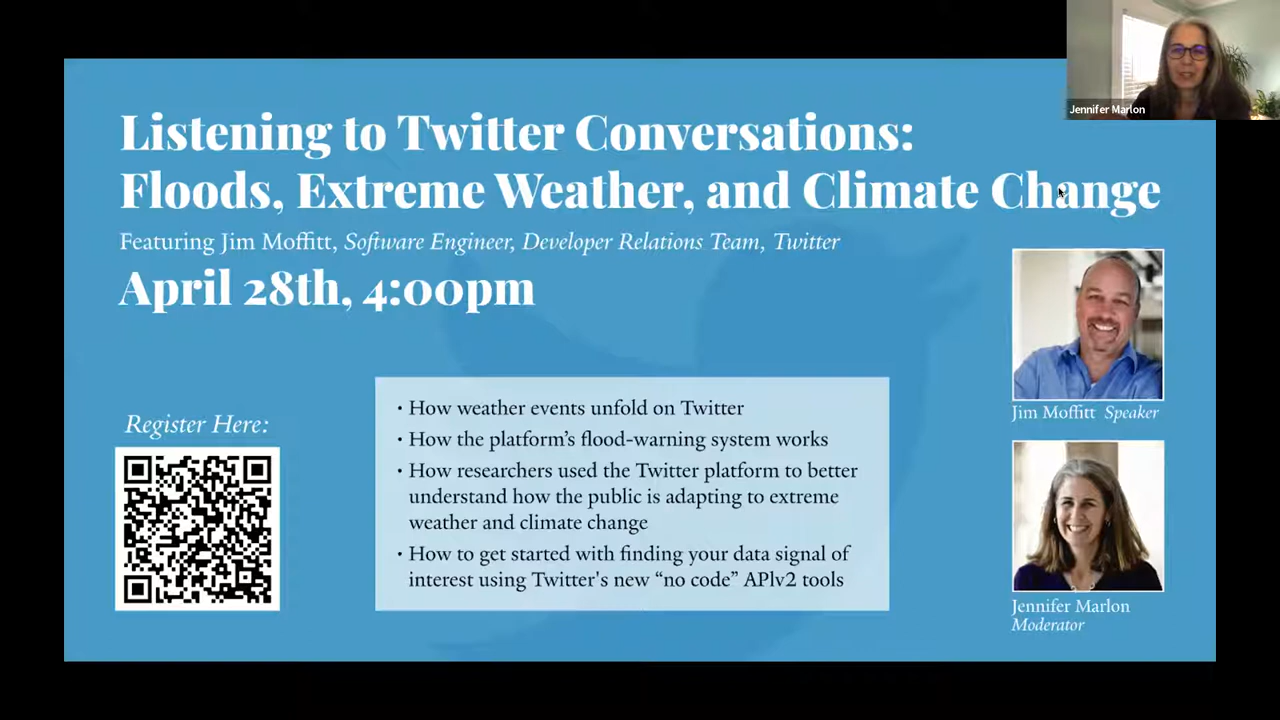 Jennifer Marlon
Listening to Twitter Conversations:
Floods, Extreme Weather, and Climate Change
Featuring Jim Moffitt, Software Engineer, Developer Relations Team, Twitter
April 28th, 4:00pm
Register Here:
• How weather events unfold on Twitter
• How the platform's flood-warning system works
• How researchers used the Twitter platform to better
understand how the public is adapting to extreme
weather and climate change
• How to get started with finding your data signal of
interest using Twitter's new “no code” APIv2 tools
Jim Moffitt Speaker
Jennifer Marlon
Moderator